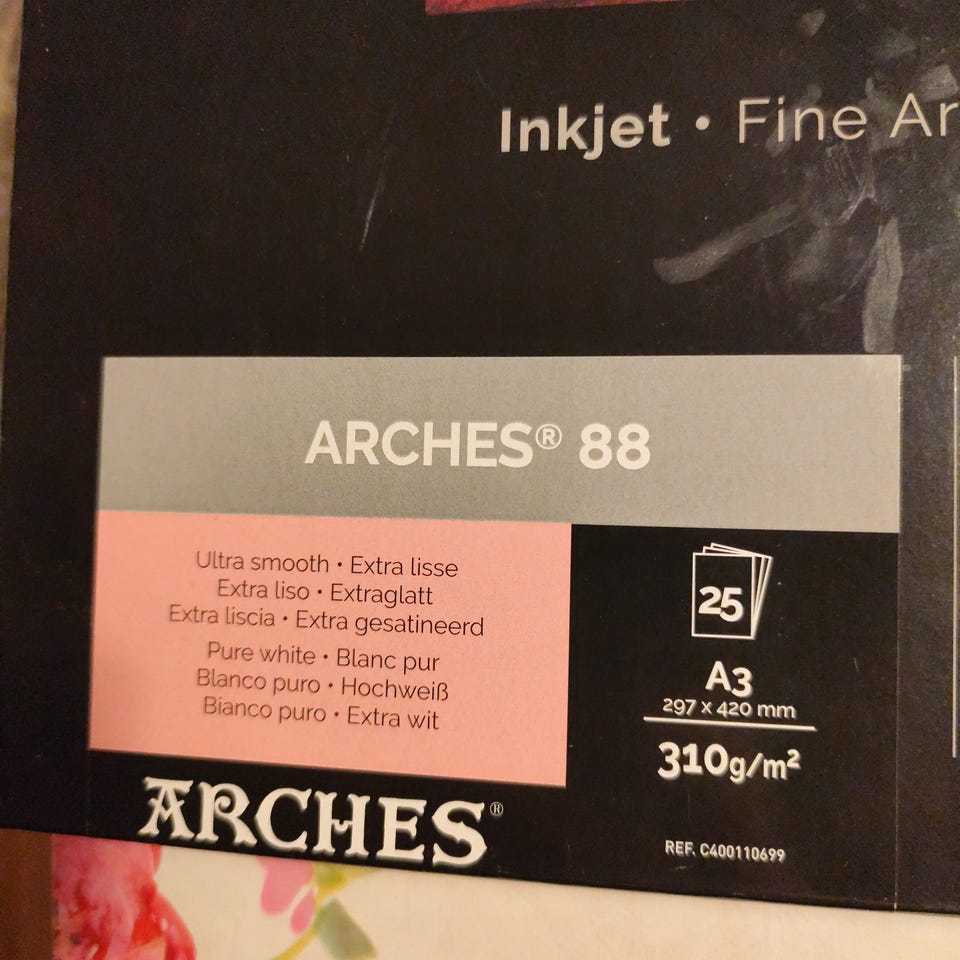 Inkjet • Fine Ar
ARCHES® 88
Ultra smooth • Extra lisse
Extra liso • Extraglatt
Extra liscia • Extra gesatineerd
Pure white • Blanc pur
Blanco puro • Hochweiß
Bianco puro • Extra wit
25
A3
297 x 420 mm
310g/m²
ARCHES®
REF. C400110699